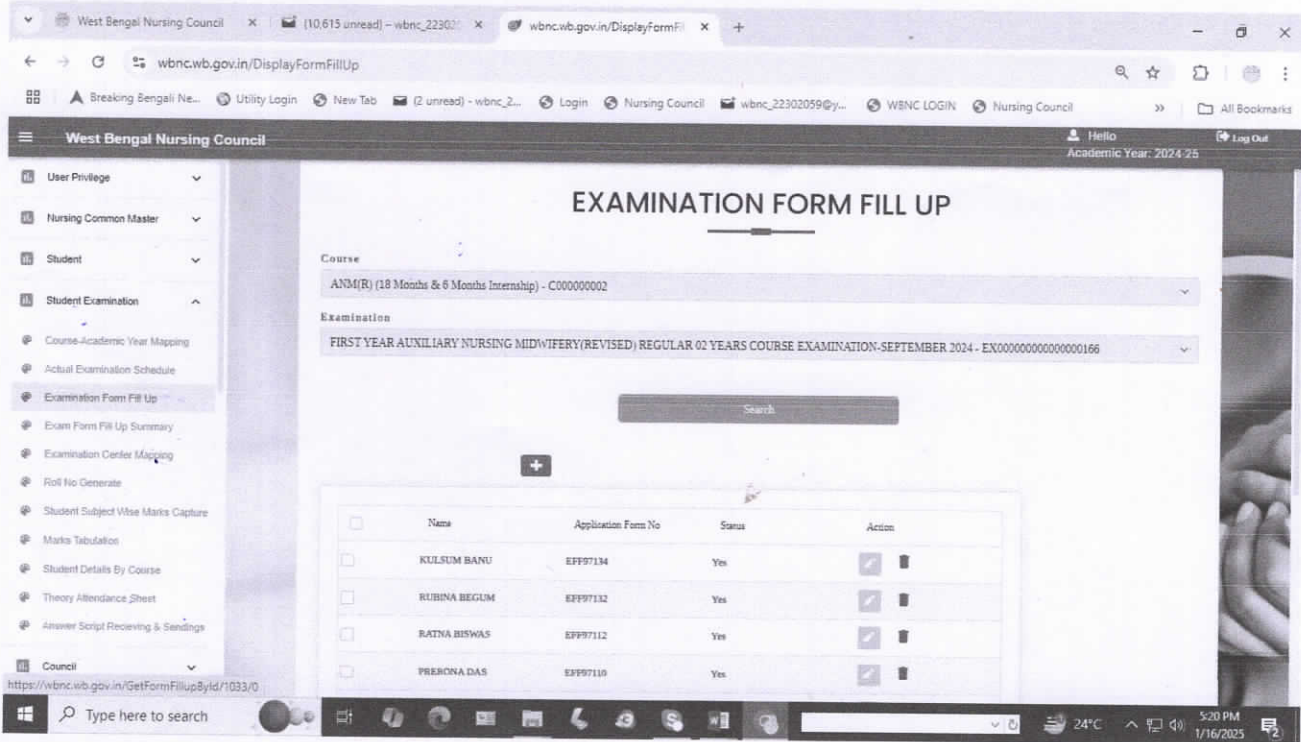 West Bengal Nursing Council
(10,615 unread) – wbnc_22302
wbnc.wb.gov.in/DisplayFormFil
wbnc.wb.gov.in/DisplayFormFillUp
Breaking Bengali Ne... Utility Login New Tab (2 unread) - wbnc_2... Login Nursing Council wbnc_22302059@y... WBNC LOGIN Nursing Council » All Bookmarks
West Bengal Nursing Council
Hello
Academic Year: 2024-25
Log Out
User Privilege
Nursing Common Master
Student
Student Examination
Course-Academic Year Mapping
Actual Examination Schedule
Examination Form Fill Up
Exam Form Fill Up Summary
Examination Center Mapping
Roll No Generate
Student Subject Wise Marks Capture
Marks Tabulation
Student Details By Course
Theory Attendance Sheet
Answer Script Recieving & Sendings
Council
EXAMINATION FORM FILL UP
Course
ANM(R) (18 Months & 6 Months Internship) - C000000002
Examination
FIRST YEAR AUXILIARY NURSING MIDWIFERY(REVISED) REGULAR 02 YEARS COURSE EXAMINATION-SEPTEMBER 2024 - EX000000000000000166
Search
Name Application Form No Status Action
KULSUM BANU EFF97134 Yes
RUBINA BEGUM EFF97132 Yes
RATNA BISWAS EFF97112 Yes
PRERONA DAS EFF97110 Yes
https://wbnc.wb.gov.in/GetFormFillupById/1033/0
Type here to search
24°C
5:20 PM
1/16/2025
2